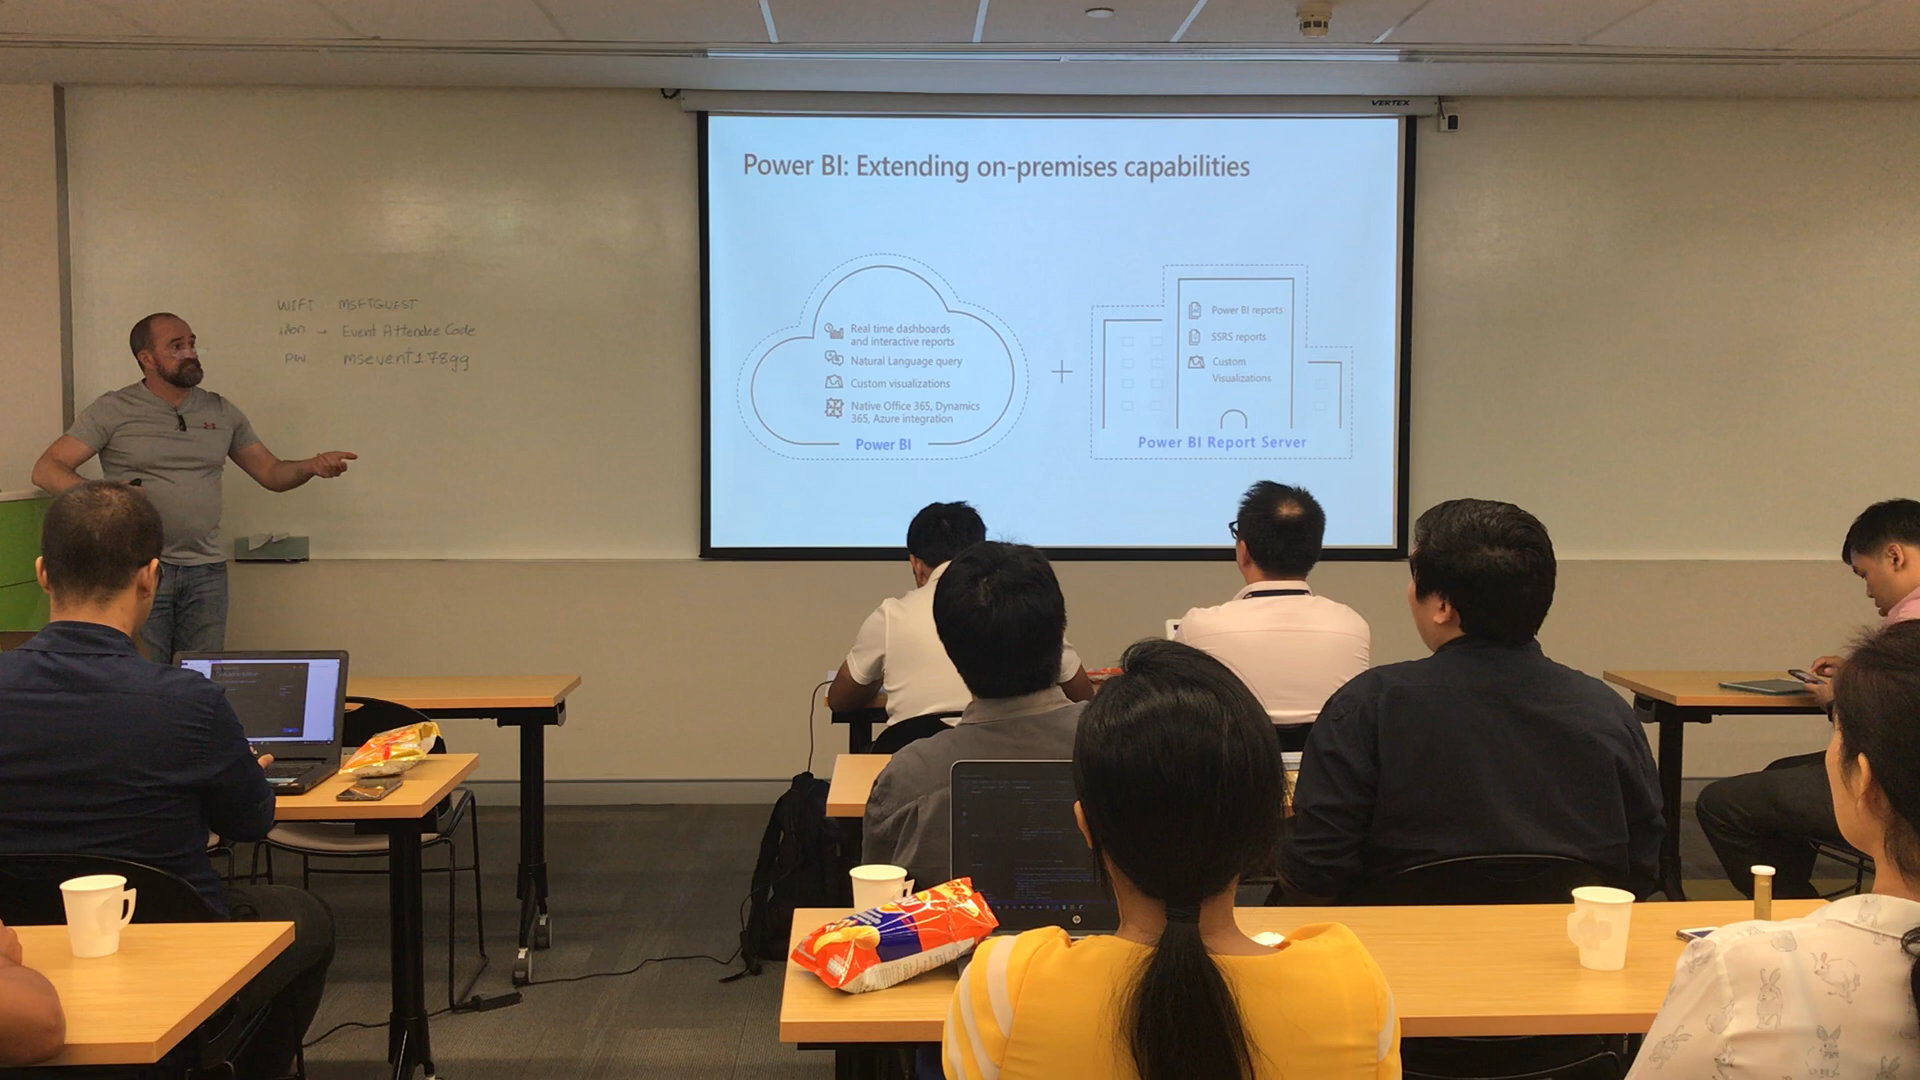 VERTEX
Power BI: Extending on-premises capabilities
WIFI MSFTGUEST
→ Event Attendee Code
PW msevent178gg
Real time dashboards
and interactive reports
Natural Language query
Custom visualizations
Native Office 365, Dynamics
365, Azure integration
Power BI
+
Power BI reports
SSRS reports
Custom
Visualizations
Power BI Report Server